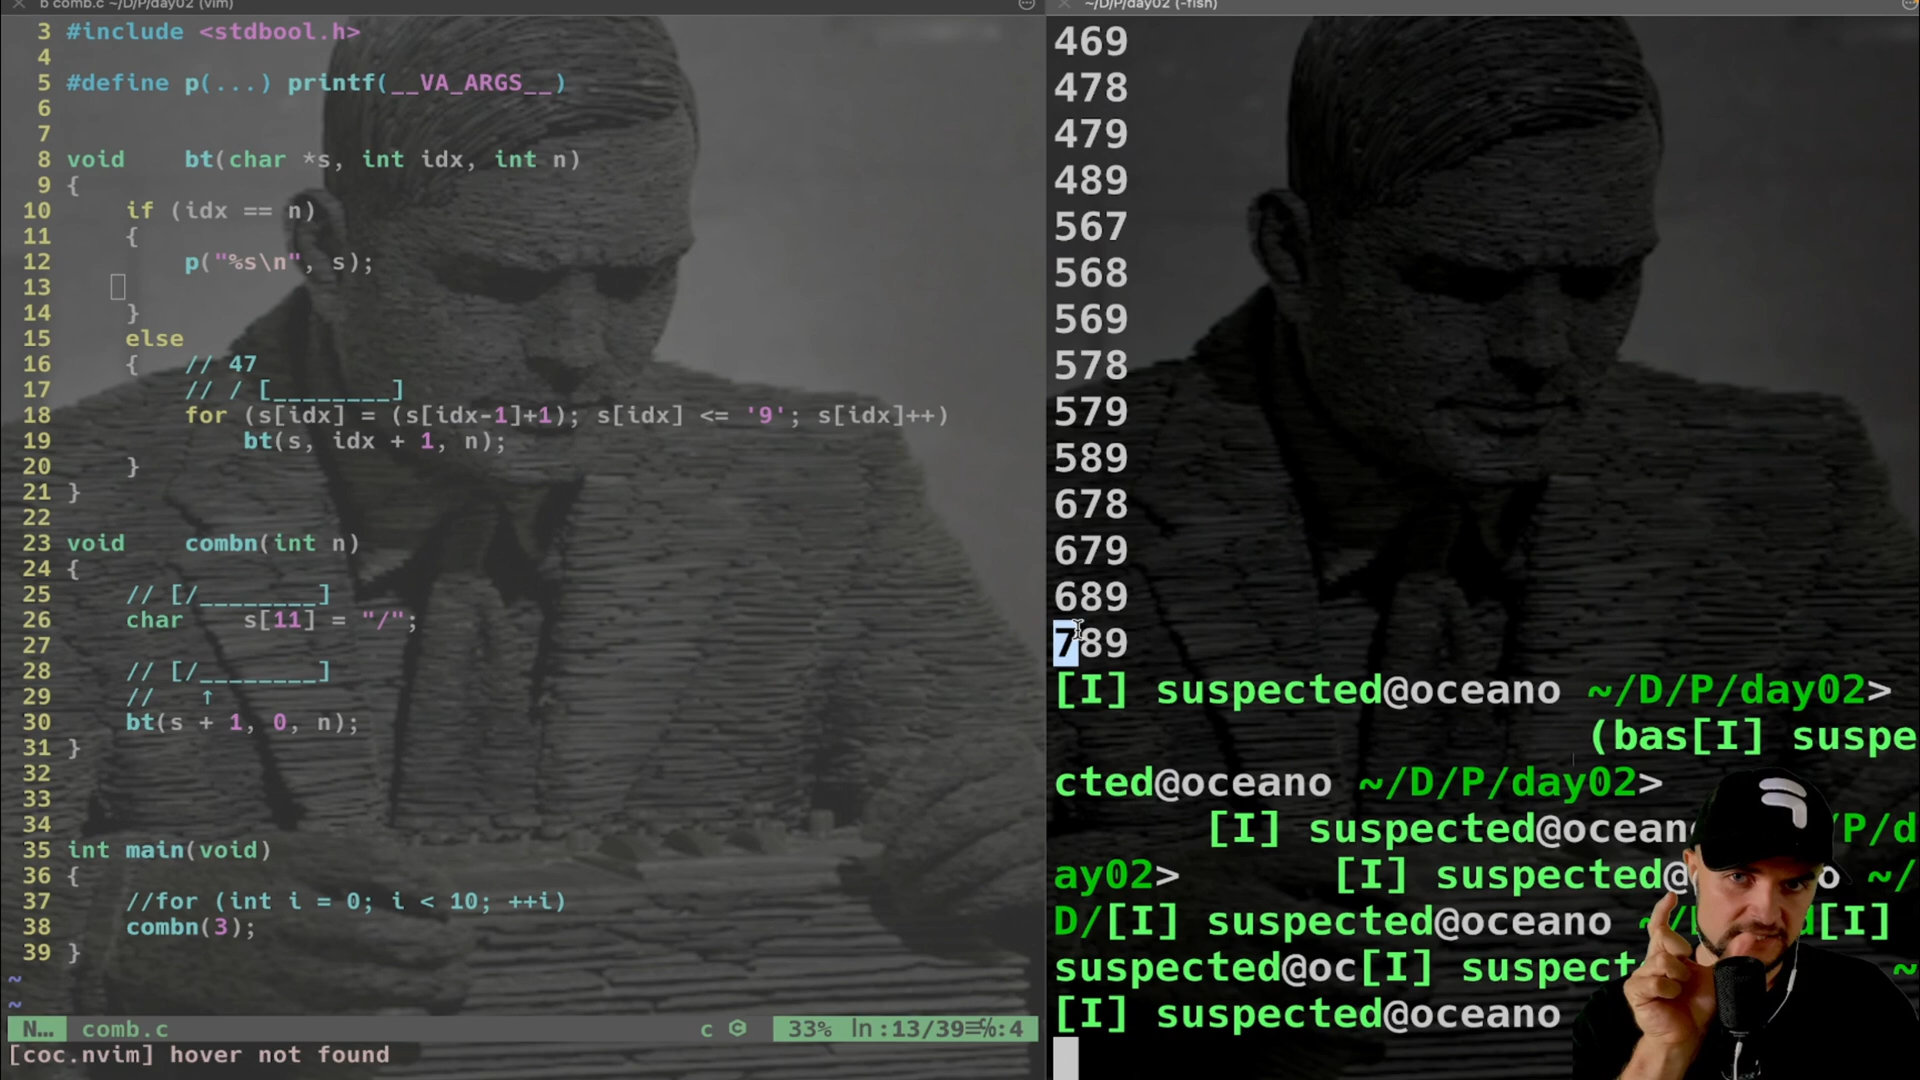 b comb.c ~/D/P/day02 (vim)
3 #include <stdbool.h>
4
5 #define p(...) printf(__VA_ARGS__)
6
7
8 void    bt(char *s, int idx, int n)
9 {
10     if (idx == n)
11     {
12         p("%s\n", s);
13
14     }
15     else
16     {   // 47
17         // / [________]
18         for (s[idx] = (s[idx-1]+1); s[idx] <= '9'; s[idx]++)
19             bt(s, idx + 1, n);
20     }
21 }
22
23 void    combn(int n)
24 {
25     // [/________]
26     char    s[11] = "/";
27
28     // [/________]
29     //   ↑
30     bt(s + 1, 0, n);
31 }
32
33
34
35 int main(void)
36 {
37     //for (int i = 0; i < 10; ++i)
38     combn(3);
39 }
~
~
N... comb.c c 33% ln :13/39 ℅:4
[coc.nvim] hover not found
~/D/P/day02 (-fish)
469
478
479
489
567
568
569
578
579
589
678
679
689
789
[I] suspected@oceano ~/D/P/day02>
(bas[I] suspe
cted@oceano ~/D/P/day02>
[I] suspected@ocean /P/d
ay02> [I] suspected@ o ~/
D/[I] suspected@oceano ~/ [I]
suspected@oc[I] suspect ~
[I] suspected@oceano